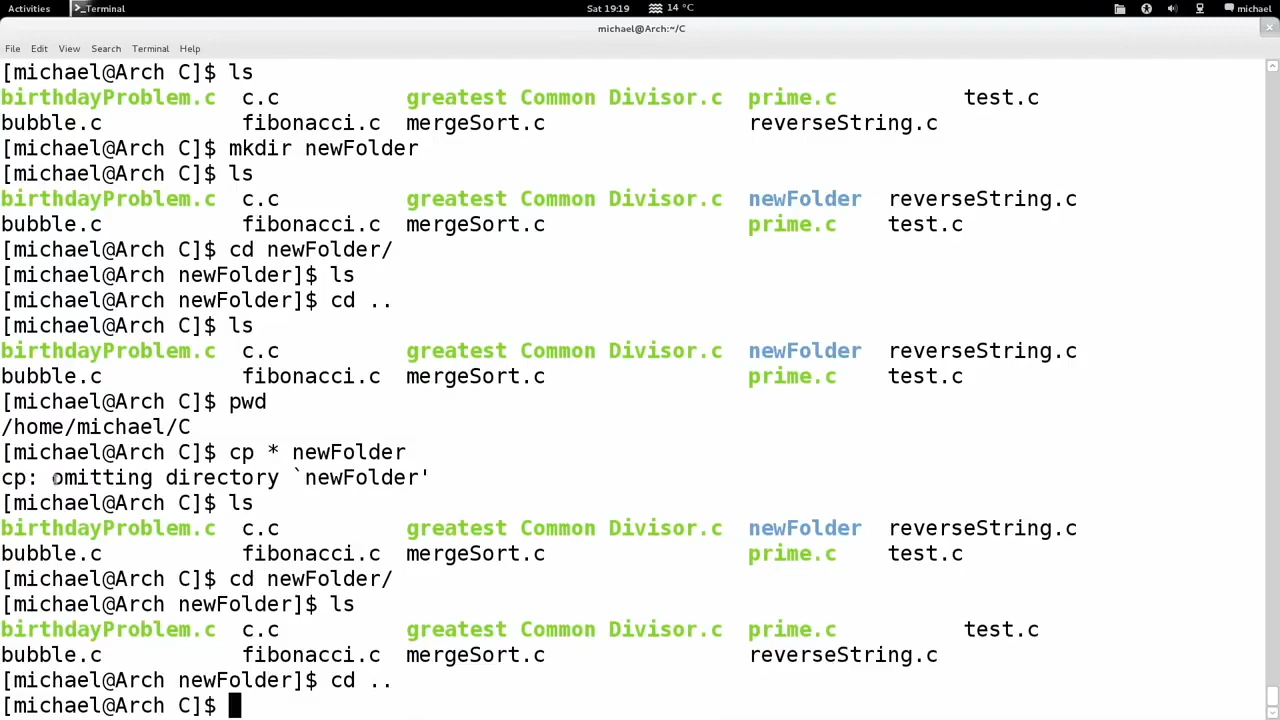 Activities Terminal Sat 19:19 14 °C michael
michael@Arch:~/C
File Edit View Search Terminal Help
[michael@Arch C]$ ls
birthdayProblem.c c.c greatest Common Divisor.c prime.c test.c
bubble.c fibonacci.c mergeSort.c reverseString.c
[michael@Arch C]$ mkdir newFolder
[michael@Arch C]$ ls
birthdayProblem.c c.c greatest Common Divisor.c newFolder reverseString.c
bubble.c fibonacci.c mergeSort.c prime.c test.c
[michael@Arch C]$ cd newFolder/
[michael@Arch newFolder]$ ls
[michael@Arch newFolder]$ cd ..
[michael@Arch C]$ ls
birthdayProblem.c c.c greatest Common Divisor.c newFolder reverseString.c
bubble.c fibonacci.c mergeSort.c prime.c test.c
[michael@Arch C]$ pwd
/home/michael/C
[michael@Arch C]$ cp * newFolder
cp: omitting directory `newFolder'
[michael@Arch C]$ ls
birthdayProblem.c c.c greatest Common Divisor.c newFolder reverseString.c
bubble.c fibonacci.c mergeSort.c prime.c test.c
[michael@Arch C]$ cd newFolder/
[michael@Arch newFolder]$ ls
birthdayProblem.c c.c greatest Common Divisor.c prime.c test.c
bubble.c fibonacci.c mergeSort.c reverseString.c
[michael@Arch newFolder]$ cd ..
[michael@Arch C]$